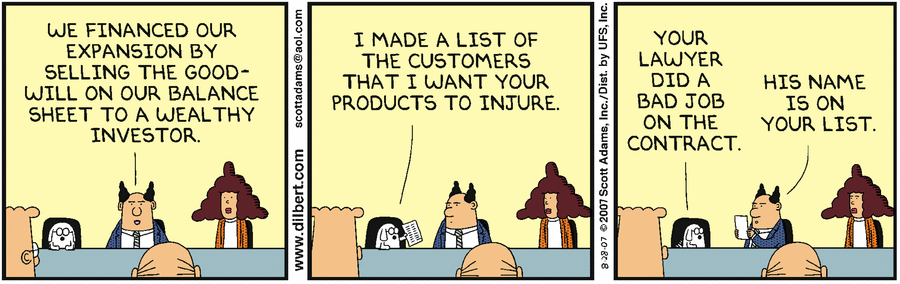 WE FINANCED OUR
EXPANSION BY
SELLING THE GOOD-
WILL ON OUR BALANCE
SHEET TO A WEALTHY
INVESTOR.
www.dilbert.com scottadams@aol.com
I MADE A LIST OF
THE CUSTOMERS
THAT I WANT YOUR
PRODUCTS TO INJURE.
8-28-07 © 2007 Scott Adams, Inc./Dist. by UFS, Inc.
YOUR
LAWYER
DID A
BAD JOB
ON THE
CONTRACT.
HIS NAME
IS ON
YOUR LIST.